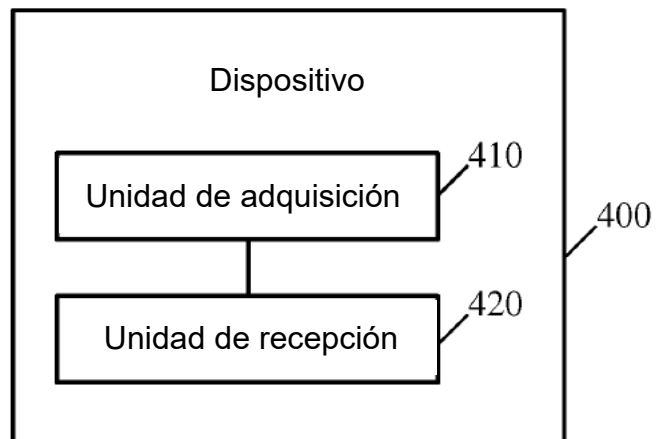 Dispositivo
410
Unidad de adquisición
400
420
Unidad de recepción